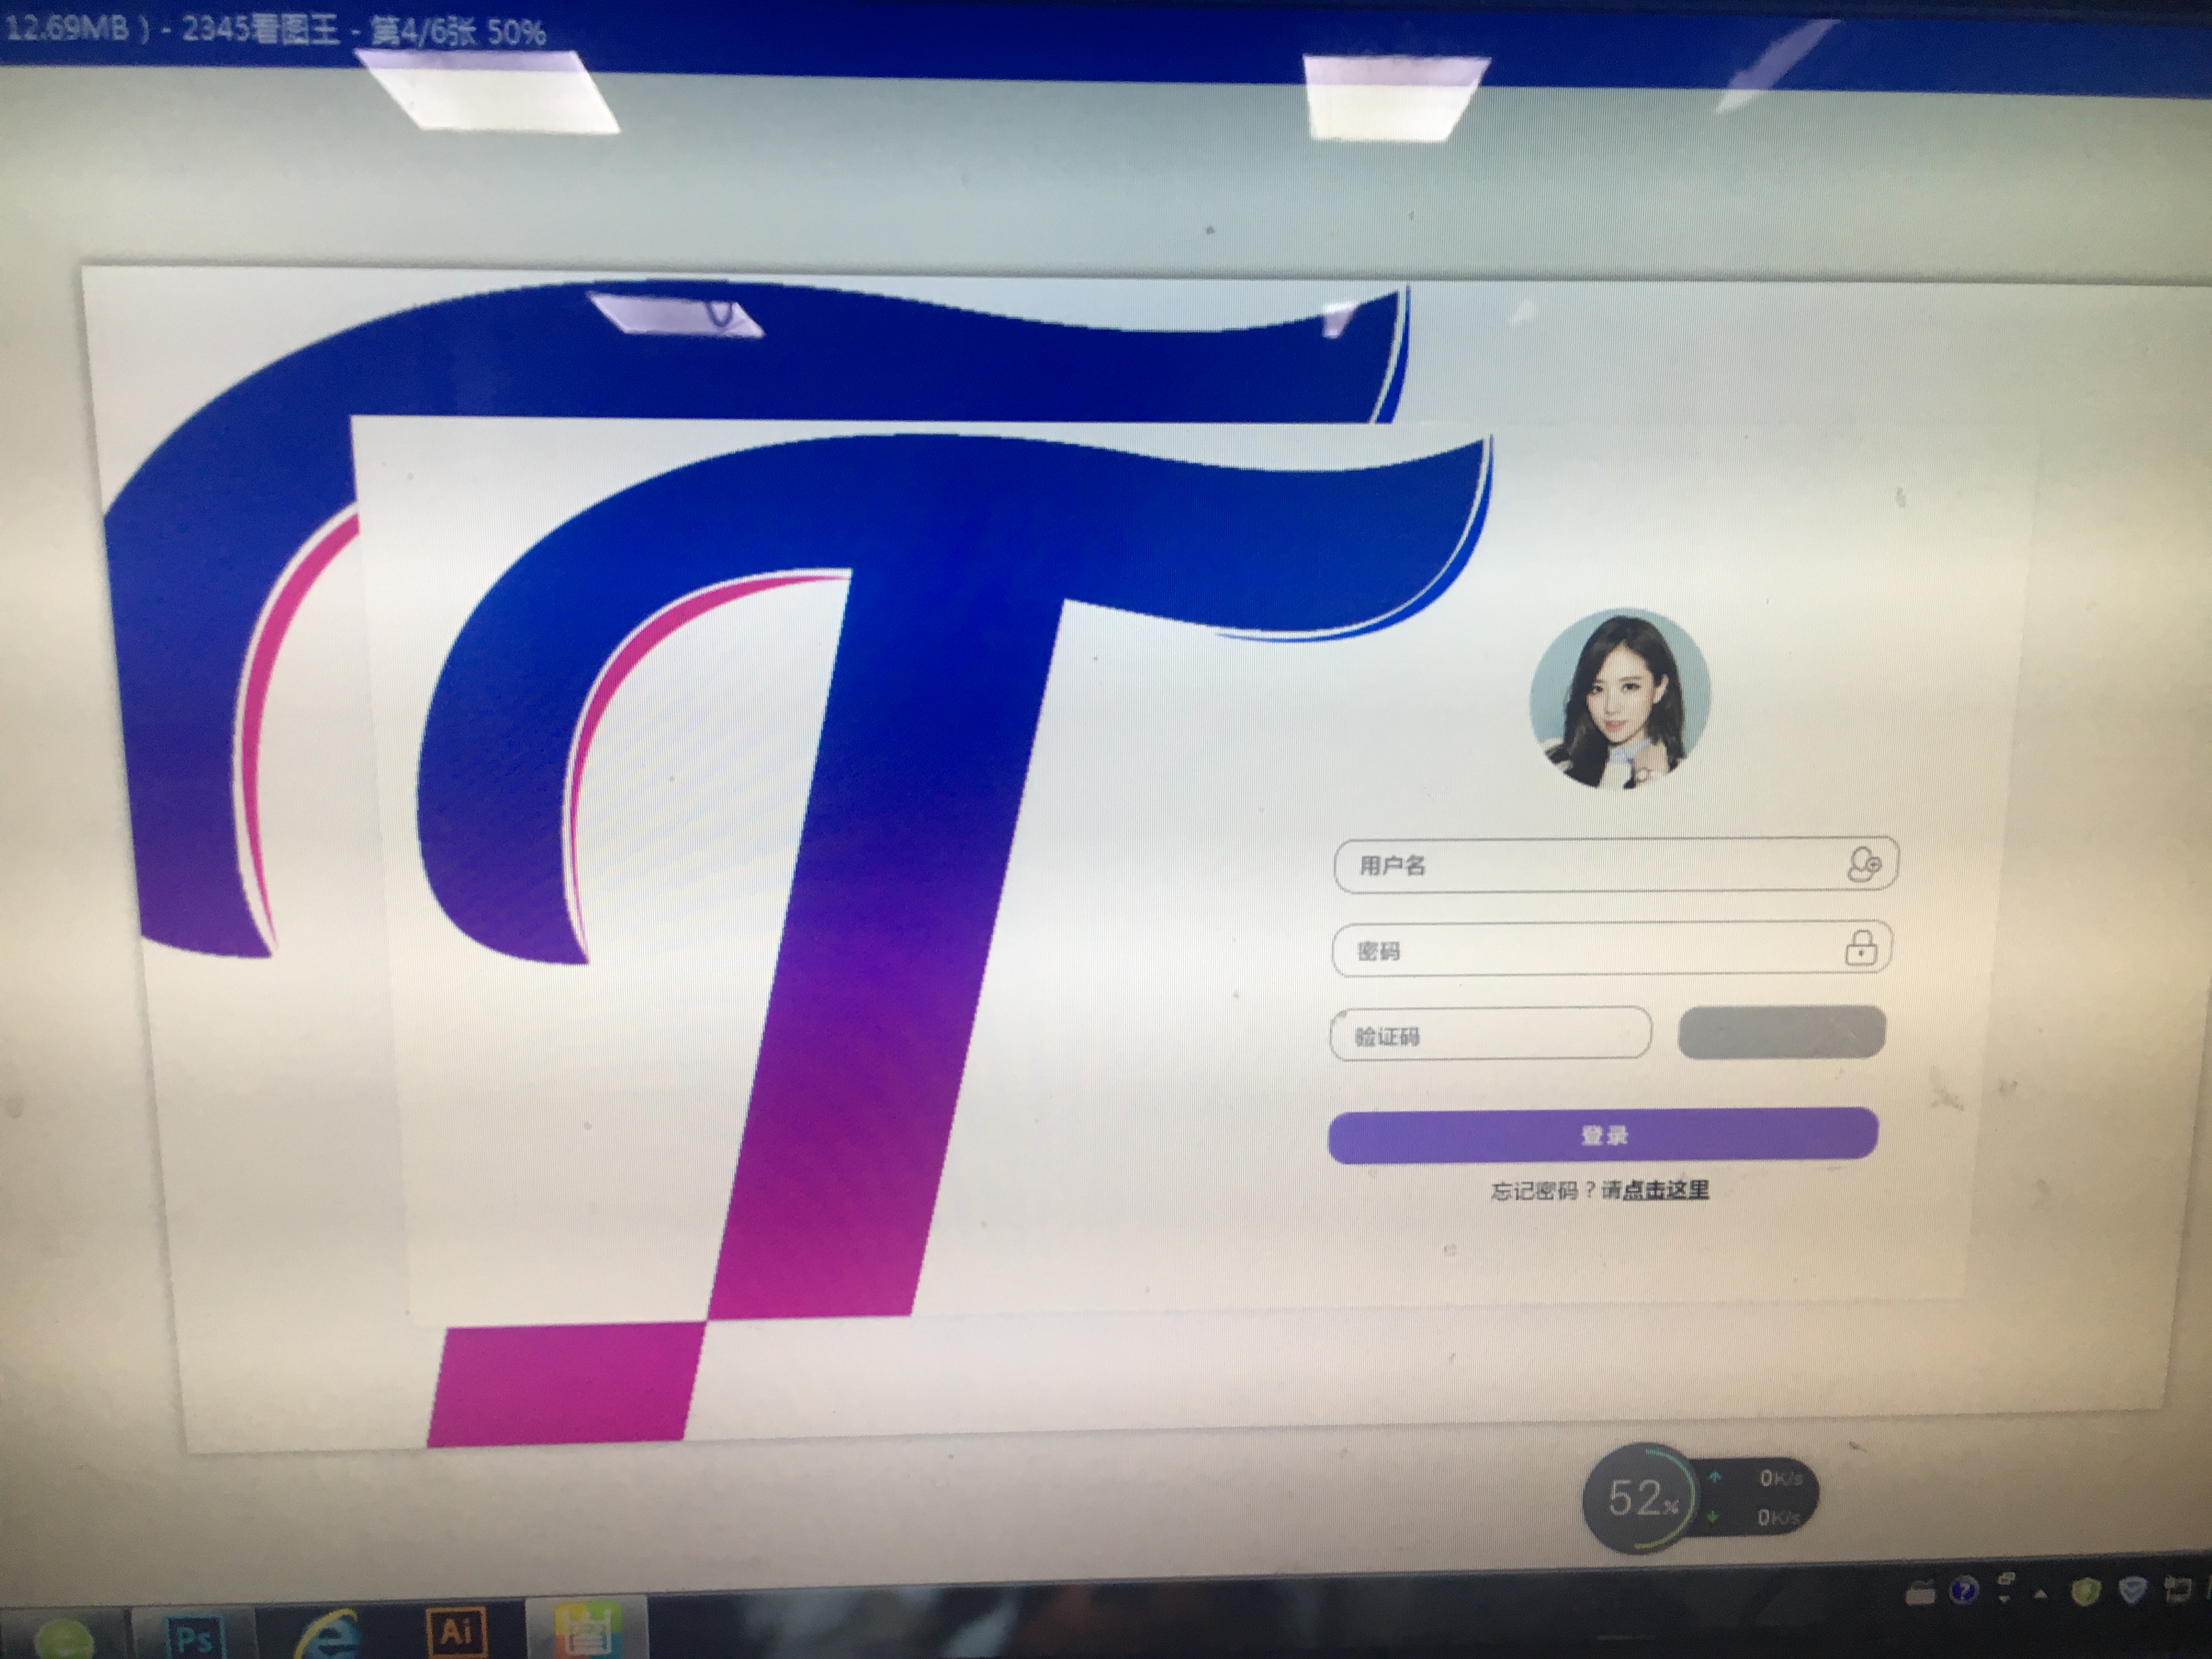 12.69MB ) - 2345看图王 - 第4/6张 50%
用户名
密码
验证码
登录
忘记密码？请点击这里
52%
0K/s
0K/s
Ps
Ai